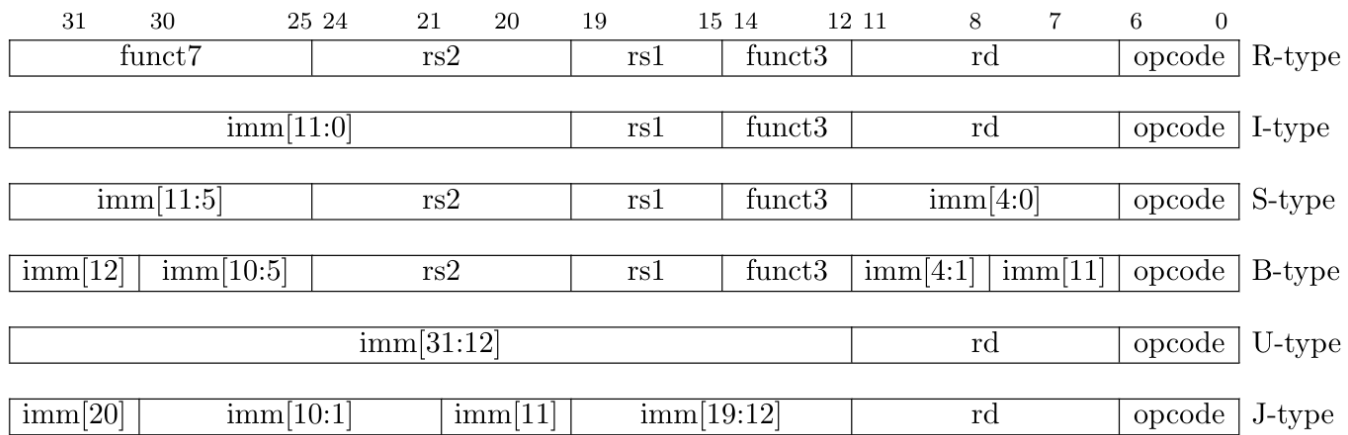 31 30 25 24 21 20 19 15 14 12 11 8 7 6 0
funct7 rs2 rs1 funct3 rd opcode R-type
imm[11:0] rs1 funct3 rd opcode I-type
imm[11:5] rs2 rs1 funct3 imm[4:0] opcode S-type
imm[12] imm[10:5] rs2 rs1 funct3 imm[4:1] imm[11] opcode B-type
imm[31:12] rd opcode U-type
imm[20] imm[10:1] imm[11] imm[19:12] rd opcode J-type